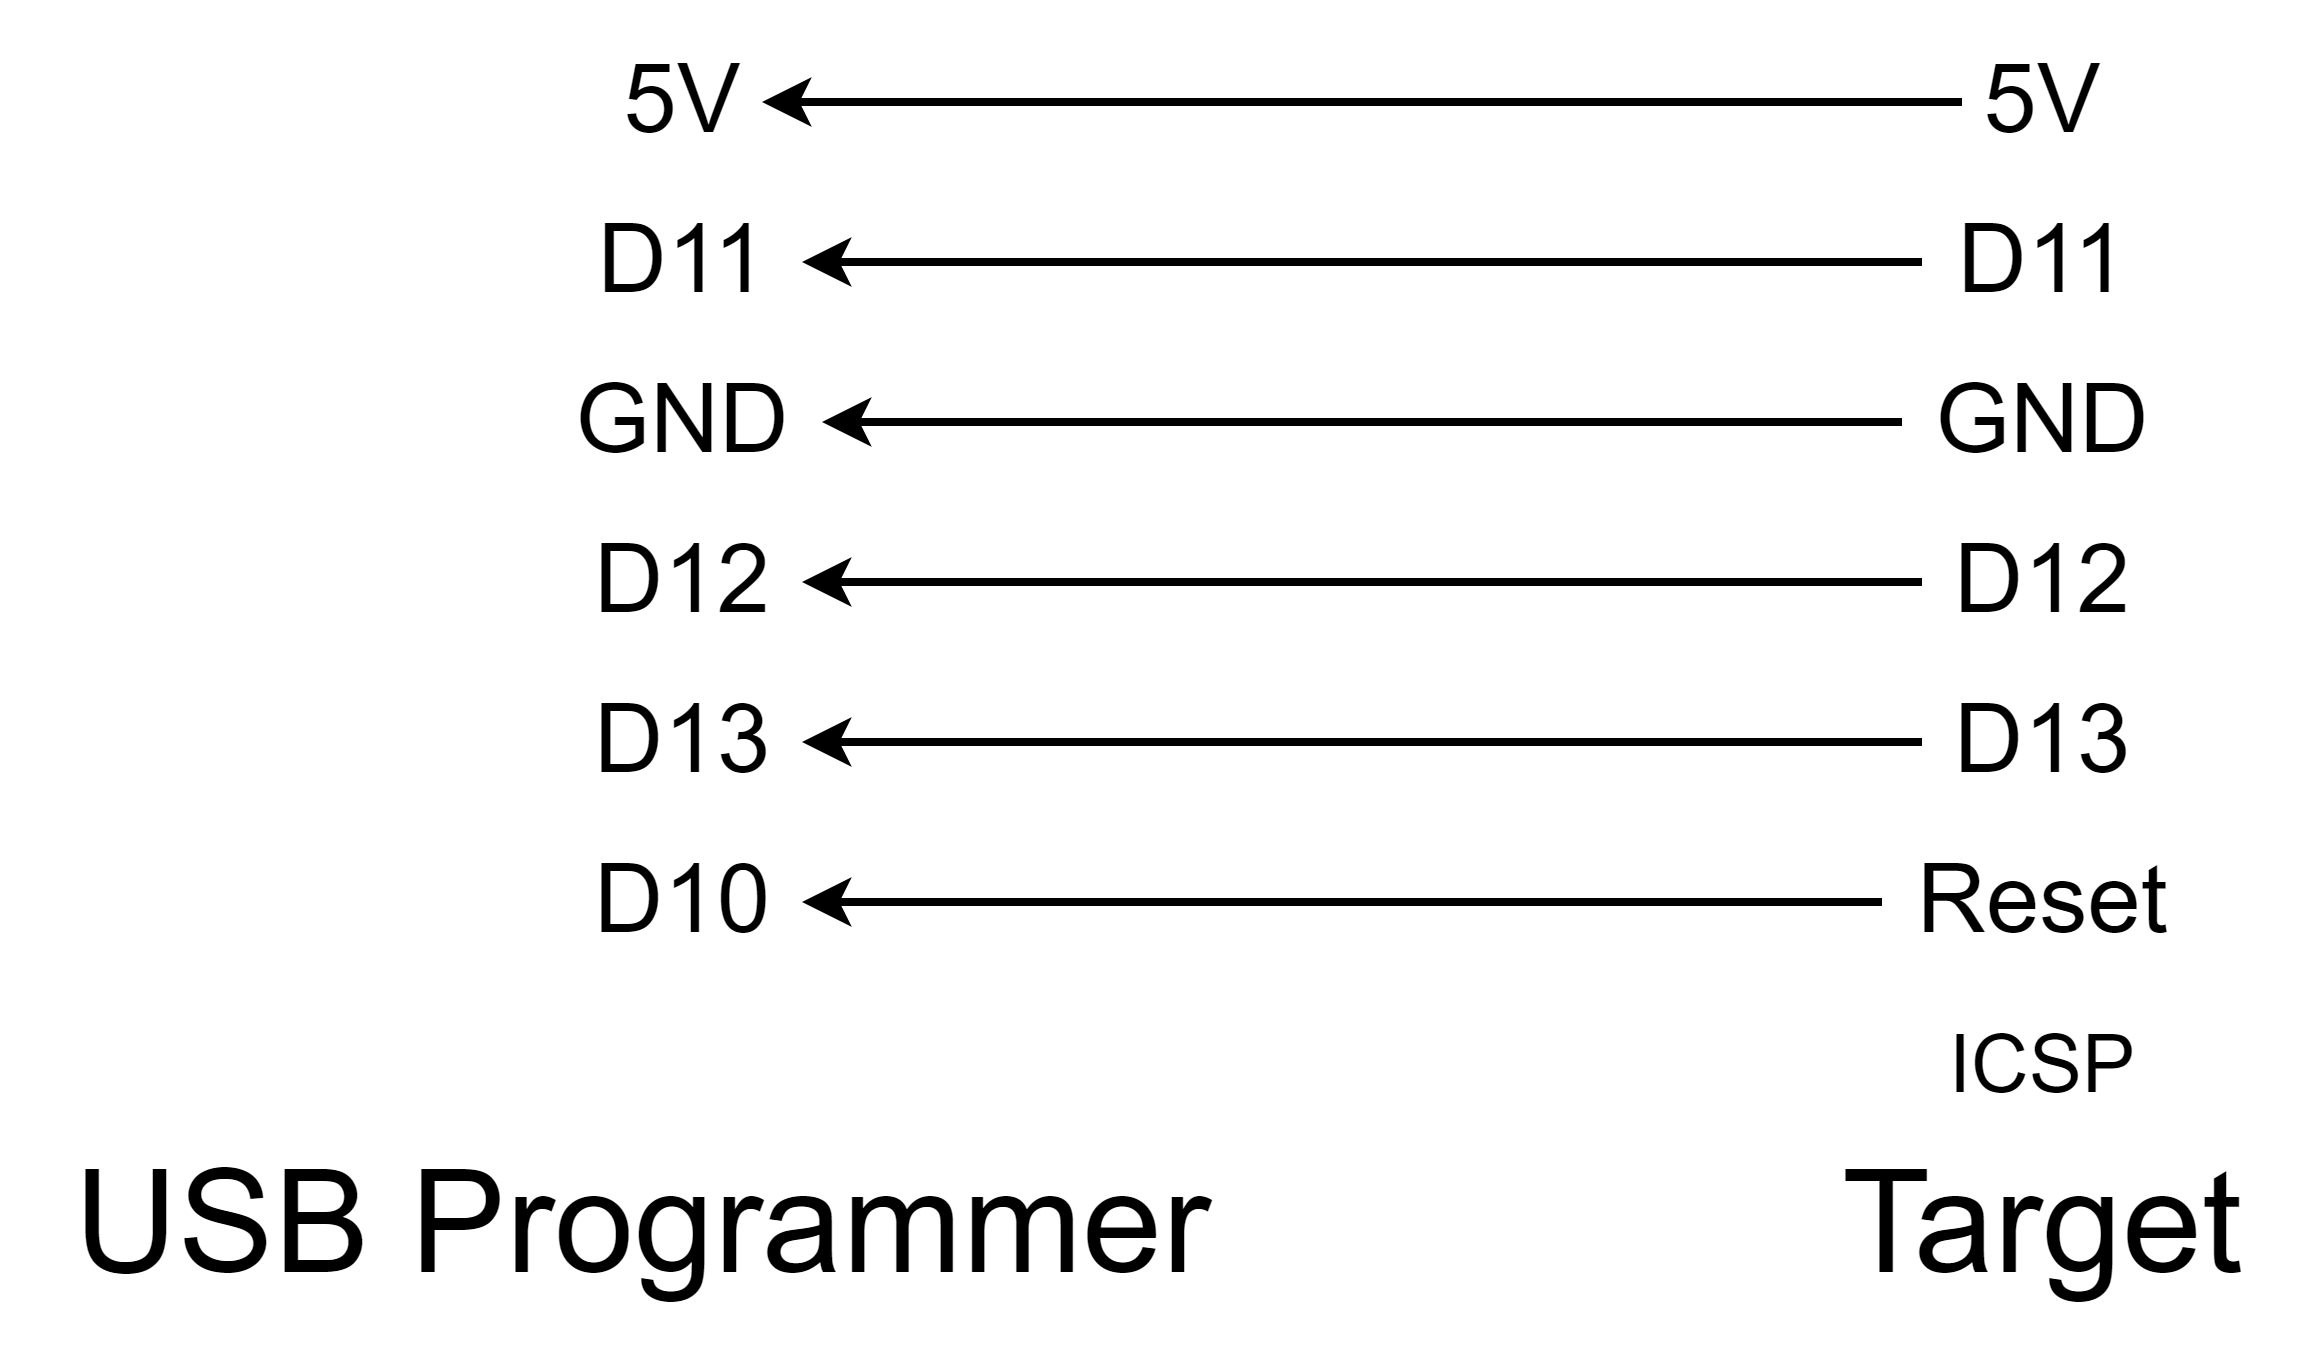 5V 5V
D11 D11
GND GND
D12 D12
D13 D13
D10 Reset
ICSP
USB Programmer Target